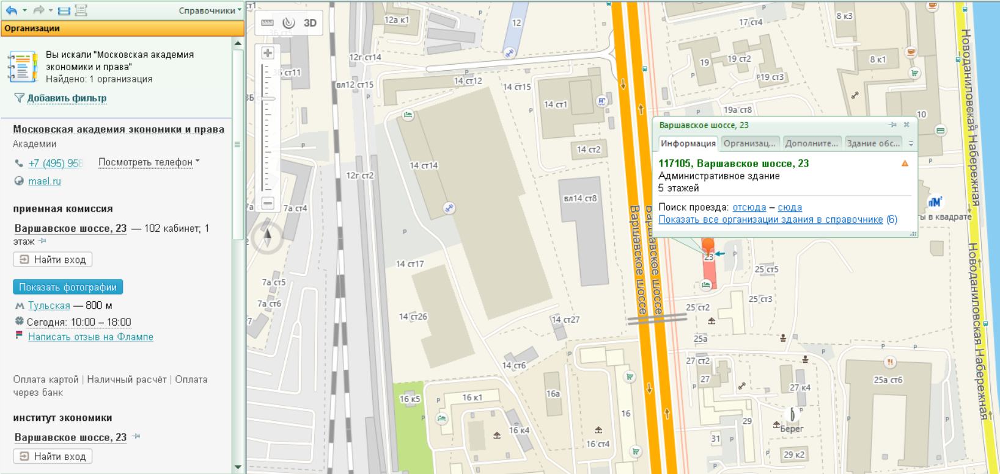 Справочники
Организации
Вы искали "Московская академия
экономики и права"
Найдено: 1 организация
Добавить фильтр
Московская академия экономики и права
Академии
+7 (495) 958
Посмотреть телефон
mael.ru
приемная комиссия
Варшавское шоссе, 23 — 102 кабинет; 1
этаж
Найти вход
Показать фотографии
Тульская — 800 м
Сегодня: 10:00 – 18:00
Написать отзыв на Флампе
Оплата картой | Наличный расчёт | Оплата
через банк
институт экономики
Варшавское шоссе, 23
Найти вход
3D
12а к1
12
17 ст4
8 к3
12г ст14
19
19 ст2
8 к1
14 ст12
вл12 ст15
14 ст15
19 ст3
14 ст1
19а ст8
10
14 ст2
14 ст14
12г ст2
вл14 ст8
7а ст4
Варшавское шоссе, 23
Информация
Организац...
Дополните...
Здание обс...
117105, Варшавское шоссе, 23
Административное здание
5 этажей
Поиск проезда: отсюда – сюда
Показать все организации здания в справочнике (6)
ты в квадрате
Варшавское шоссе
Варшавское шоссе
Новоданиловская Набережная
Новоданиловская Набережная
23
14 ст17
25 ст5
7а ст5
7а ст6
25 ст3
25 ст2
14 ст26
14 ст27
25а
14 ст6
27 ст2
27
27 к4
25а ст6
16 к5
16 к1
16а
16
29
Берег
16 к4
16 ст4
31
29 к2